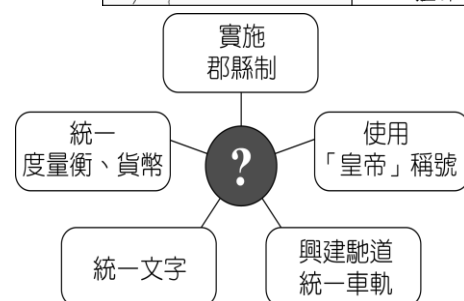 實施
郡縣制
統一
度量衡、貨幣
?
使用
「皇帝」稱號
統一文字
興建馳道
統一車軌